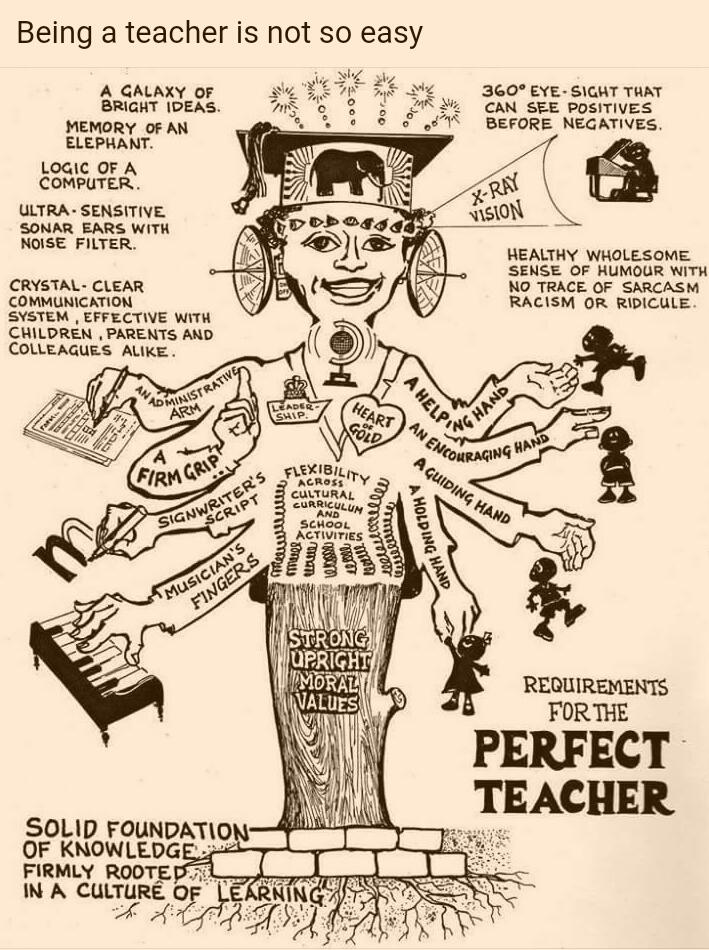 Being a teacher is not so easy
A GALAXY OF
BRIGHT IDEAS.
MEMORY OF AN
ELEPHANT.
LOGIC OF A
COMPUTER.
ULTRA-SENSITIVE
SONAR EARS WITH
NOISE FILTER.
CRYSTAL-CLEAR
COMMUNICATION
SYSTEM, EFFECTIVE WITH
CHILDREN, PARENTS AND
COLLEAGUES ALIKE.
360° EYE-SIGHT THAT
CAN SEE POSITIVES
BEFORE NEGATIVES.
X-RAY
VISION
HEALTHY WHOLESOME
SENSE OF HUMOUR WITH
NO TRACE OF SARCASM
RACISM OR RIDICULE.
ON
OFF
AN ADMINISTRATIVE
ARM
A
FIRM GRIP
SIGNWRITER'S
SCRIPT
MUSICIAN'S
FINGERS
LEADER-
SHIP.
HEART
OF
GOLD
A HELPING HAND
AN ENCOURAGING HAND
A GUIDING HAND
A HOLDING HAND
FLEXIBILITY
ACROSS
CULTURAL
CURRICULUM
AND
SCHOOL
ACTIVITIES
STRONG
UPRIGHT
MORAL
VALUES
REQUIREMENTS
FOR THE
PERFECT
TEACHER
SOLID FOUNDATION
OF KNOWLEDGE
FIRMLY ROOTED
IN A CULTURE OF LEARNING